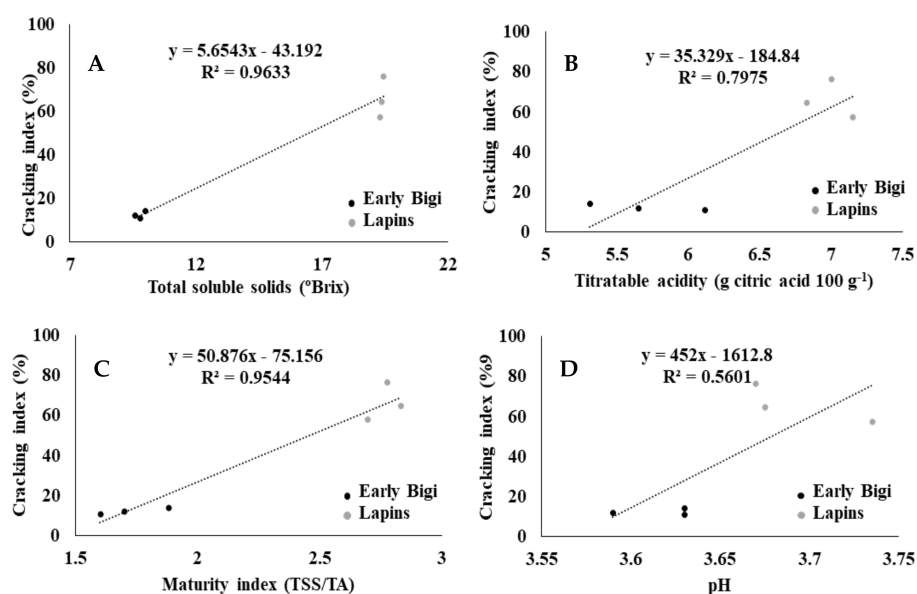 A
y = 5.6543x - 43.192
R² = 0.9633
Cracking index (%)
100
80
60
40
20
0
7
12
17
22
Early Bigi
Lapins
Total soluble solids (ºBrix)
B
y = 35.329x - 184.84
R² = 0.7975
Cracking index (%)
100
80
60
40
20
0
5
5.5
6
6.5
7
7.5
Early Bigi
Lapins
Titratable acidity (g citric acid 100 g⁻¹)
C
y = 50.876x - 75.156
R² = 0.9544
Cracking index (%)
100
80
60
40
20
0
1.5
2
2.5
3
Early Bigi
Lapins
Maturity index (TSS/TA)
D
y = 452x - 1612.8
R² = 0.5601
Cracking index (%9
100
80
60
40
20
0
3.55
3.6
3.65
3.7
3.75
Early Bigi
Lapins
pH